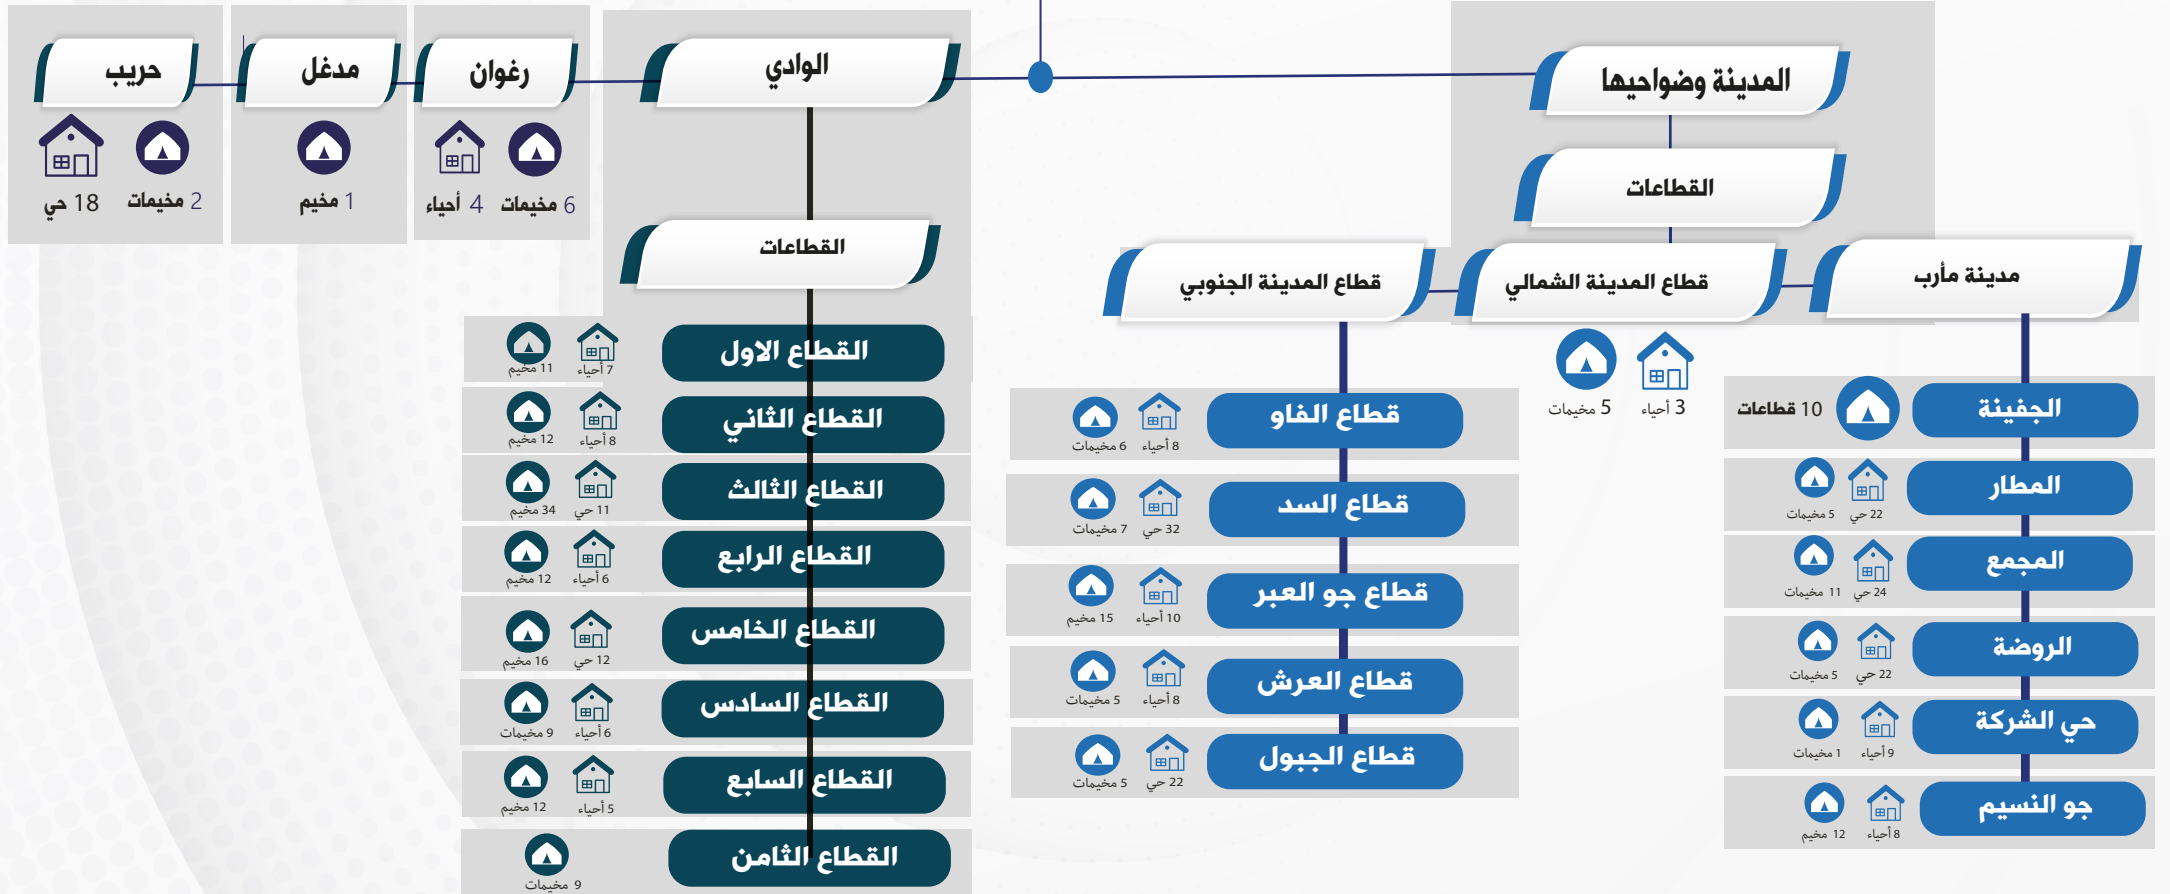 المدينة وضواحيها
القطاعات
مدينة مأرب
الجفينة
10 قطاعات
المطار
22 حي
5 مخيمات
المجمع
24 حي
11 مخيمات
الروضة
22 حي
5 مخيمات
حي الشركة
9 أحياء
1 مخيمات
جو النسيم
8 أحياء
12 مخيم
قطاع المدينة الشمالي
3 أحياء
5 مخيمات
قطاع المدينة الجنوبي
قطاع الفاو
8 أحياء
6 مخيمات
قطاع السد
32 حي
7 مخيمات
قطاع جو العبر
10 أحياء
15 مخيم
قطاع العرش
8 أحياء
5 مخيمات
قطاع الجبول
22 حي
5 مخيمات
الوادي
القطاعات
القطاع الاول
7 أحياء
11 مخيم
القطاع الثاني
8 أحياء
12 مخيم
القطاع الثالث
11 حي
34 مخيم
القطاع الرابع
6 أحياء
12 مخيم
القطاع الخامس
12 حي
16 مخيم
القطاع السادس
6 أحياء
9 مخيمات
القطاع السابع
5 أحياء
12 مخيم
القطاع الثامن
9 مخيمات
رغوان
6 مخيمات
4 أحياء
مدغل
1 مخيم
حريب
2 مخيمات
18 حي